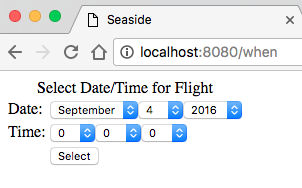 Seaside
localhost:8080/when
Select Date/Time for Flight
Date: September 4 2016
Time: 0 0 0
Select